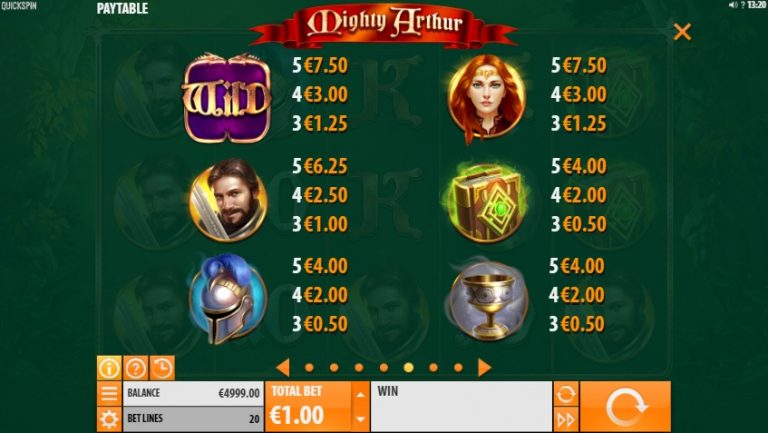 QUICKSPIN
PAYTABLE
Mighty Arthur
? 13:20
WILD
5 €7.50
4 €3.00
3 €1.25
5 €7.50
4 €3.00
3 €1.25
5 €6.25
4 €2.50
3 €1.00
5 €4.00
4 €2.00
3 €0.50
5 €4.00
4 €2.00
3 €0.50
5 €4.00
4 €2.00
3 €0.50
BALANCE €4999.00
BET LINES 20
TOTAL BET
€1.00
WIN